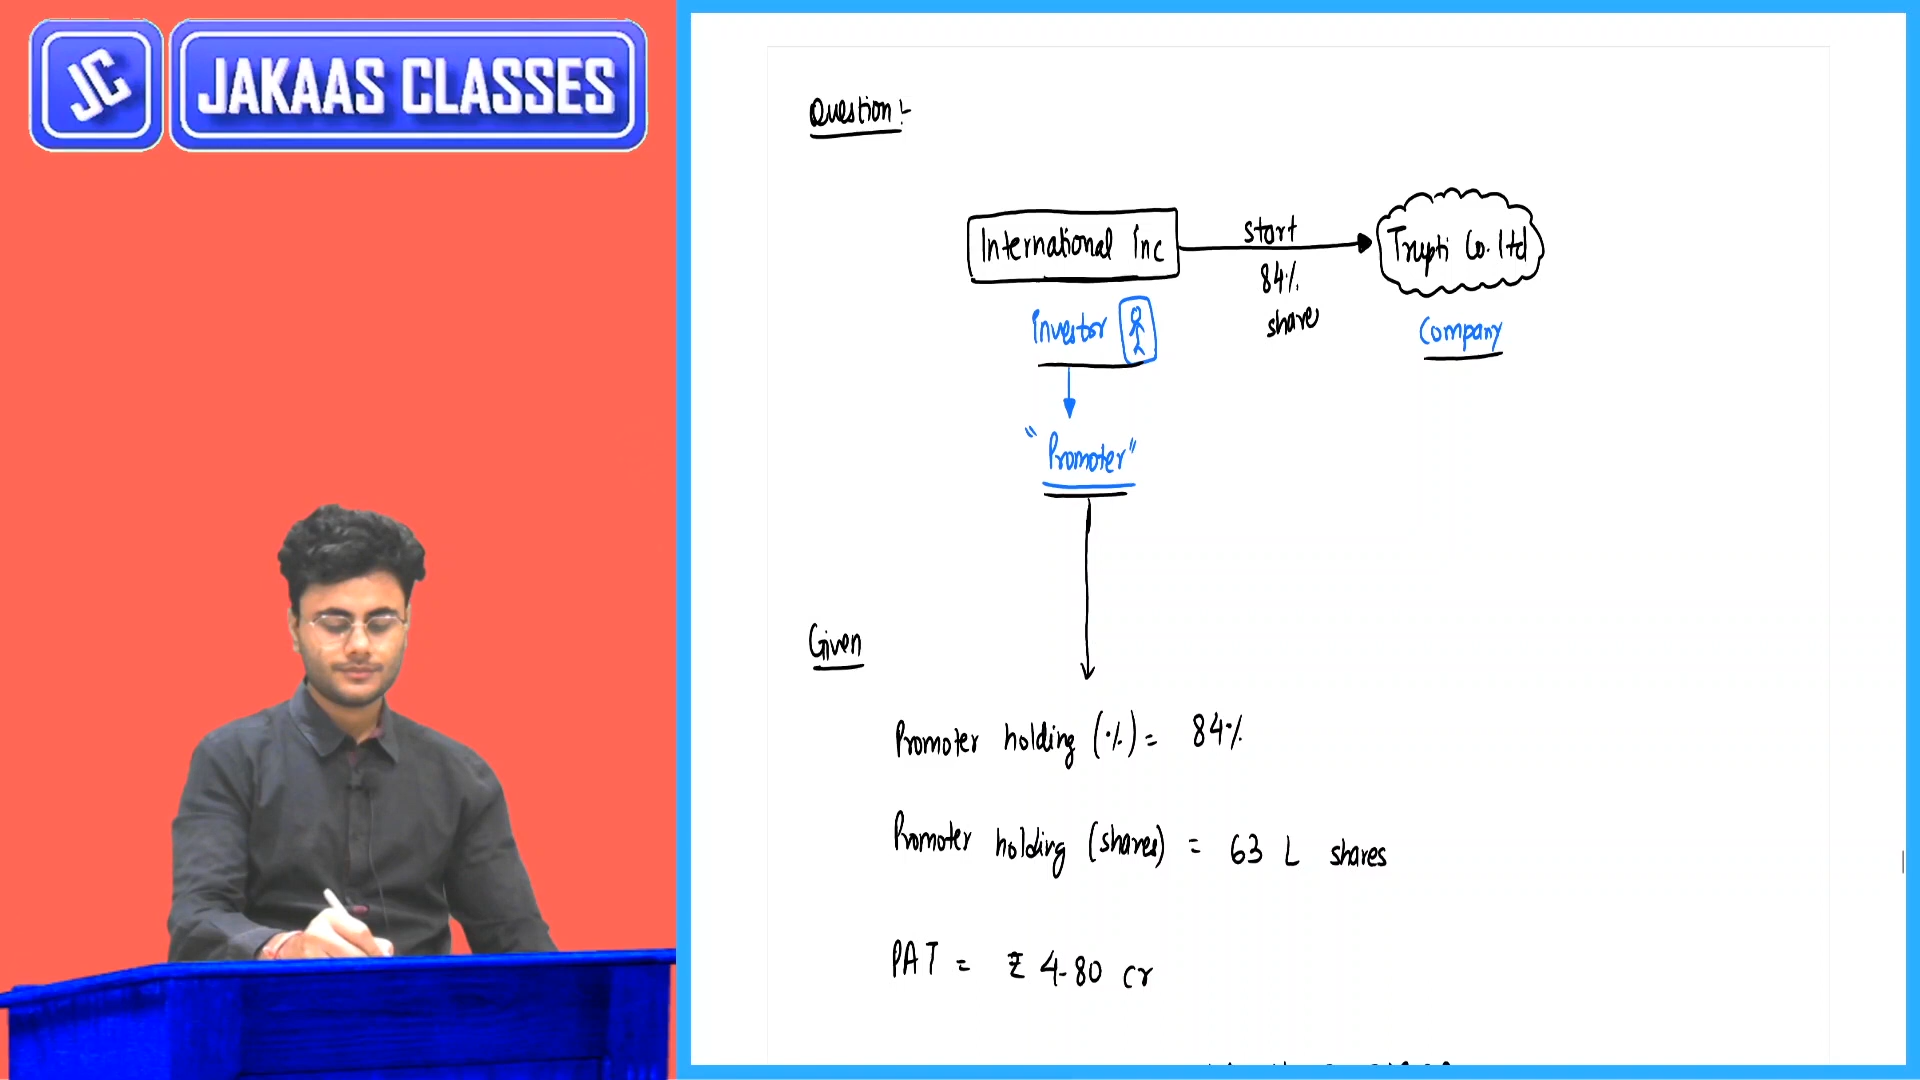 JC JAKAAS CLASSES
Question :-
International Inc
start
84%
share
Trupti Co. ltd
Investor
Company
"Promoter"
Given
Promoter holding (%) = 84%
Promoter holding (shares) = 63 L shares
PAT = ₹ 4.80 cr